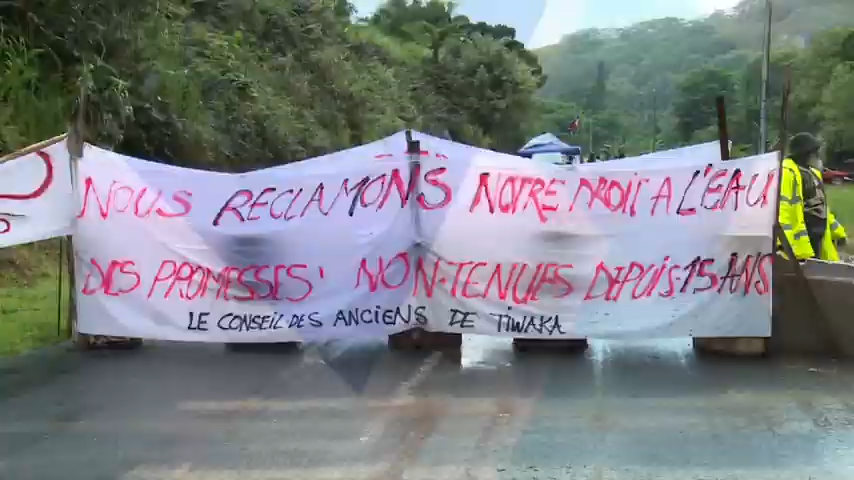 NOUS RECLAMONS NOTRE DROIT A L'EAU
DES PROMESSES' NON-TENUES DEPUIS 15 ANS
LE CONSEIL DES ANCIENS DE TIWAKA